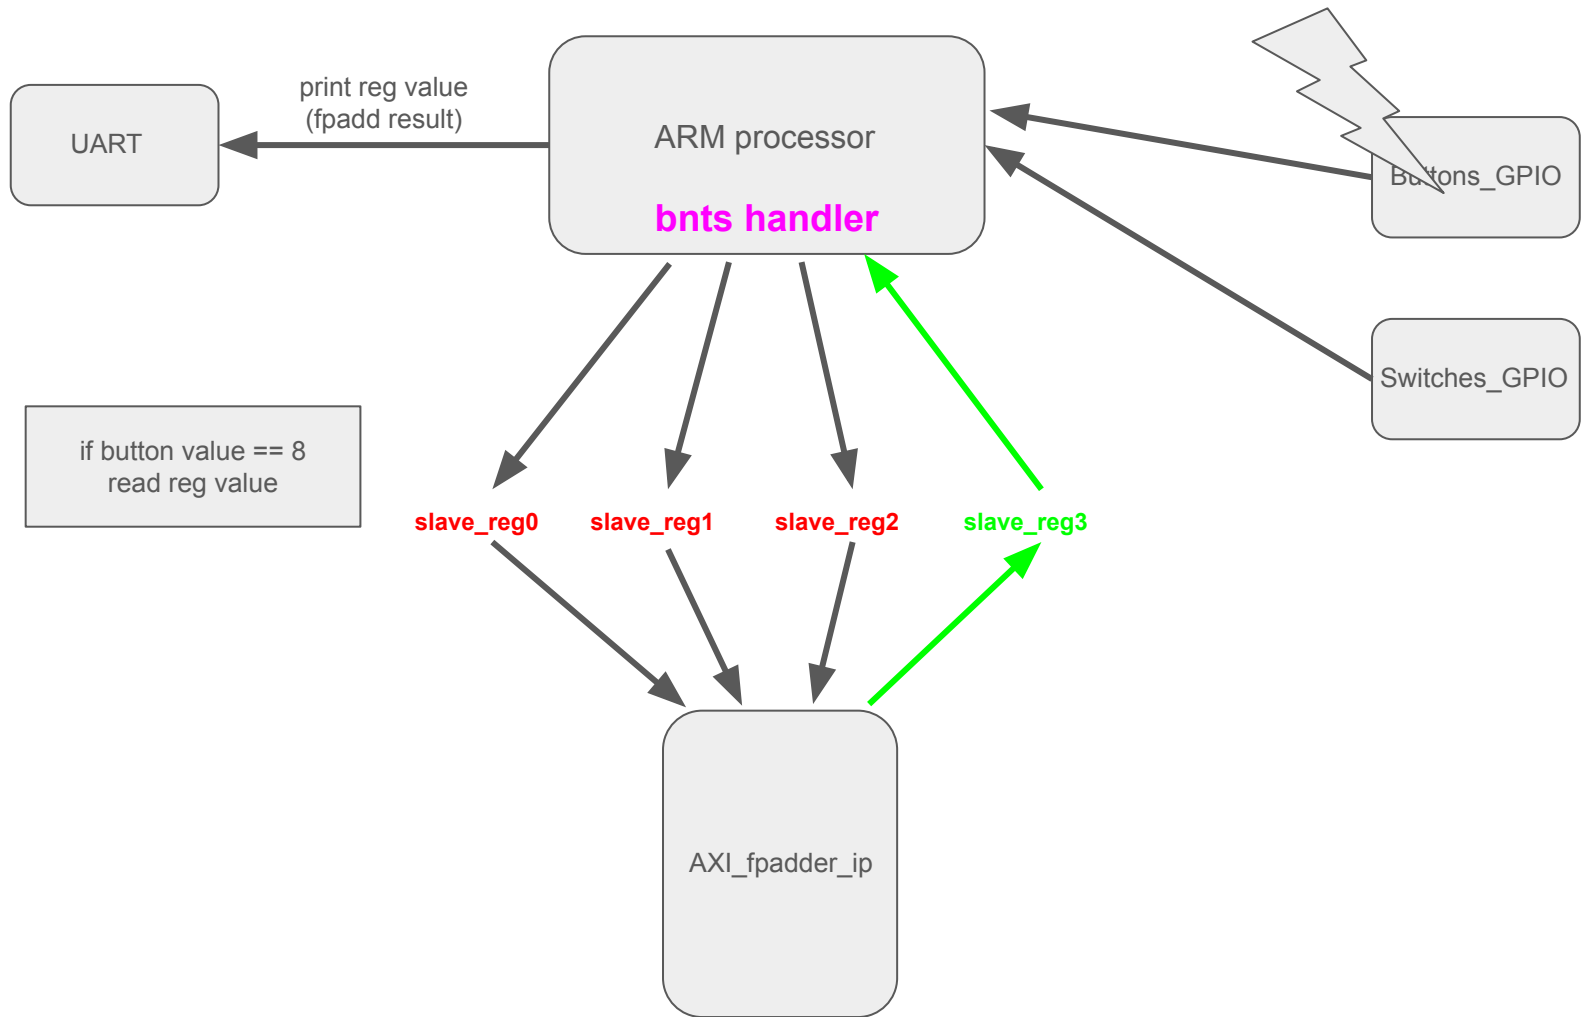 print reg value
(fpadd result)
UART
ARM processor
bnts handler
Buttons_GPIO
Switches_GPIO
if button value == 8
read reg value
slave_reg0
slave_reg1
slave_reg2
slave_reg3
AXI_fpadder_ip